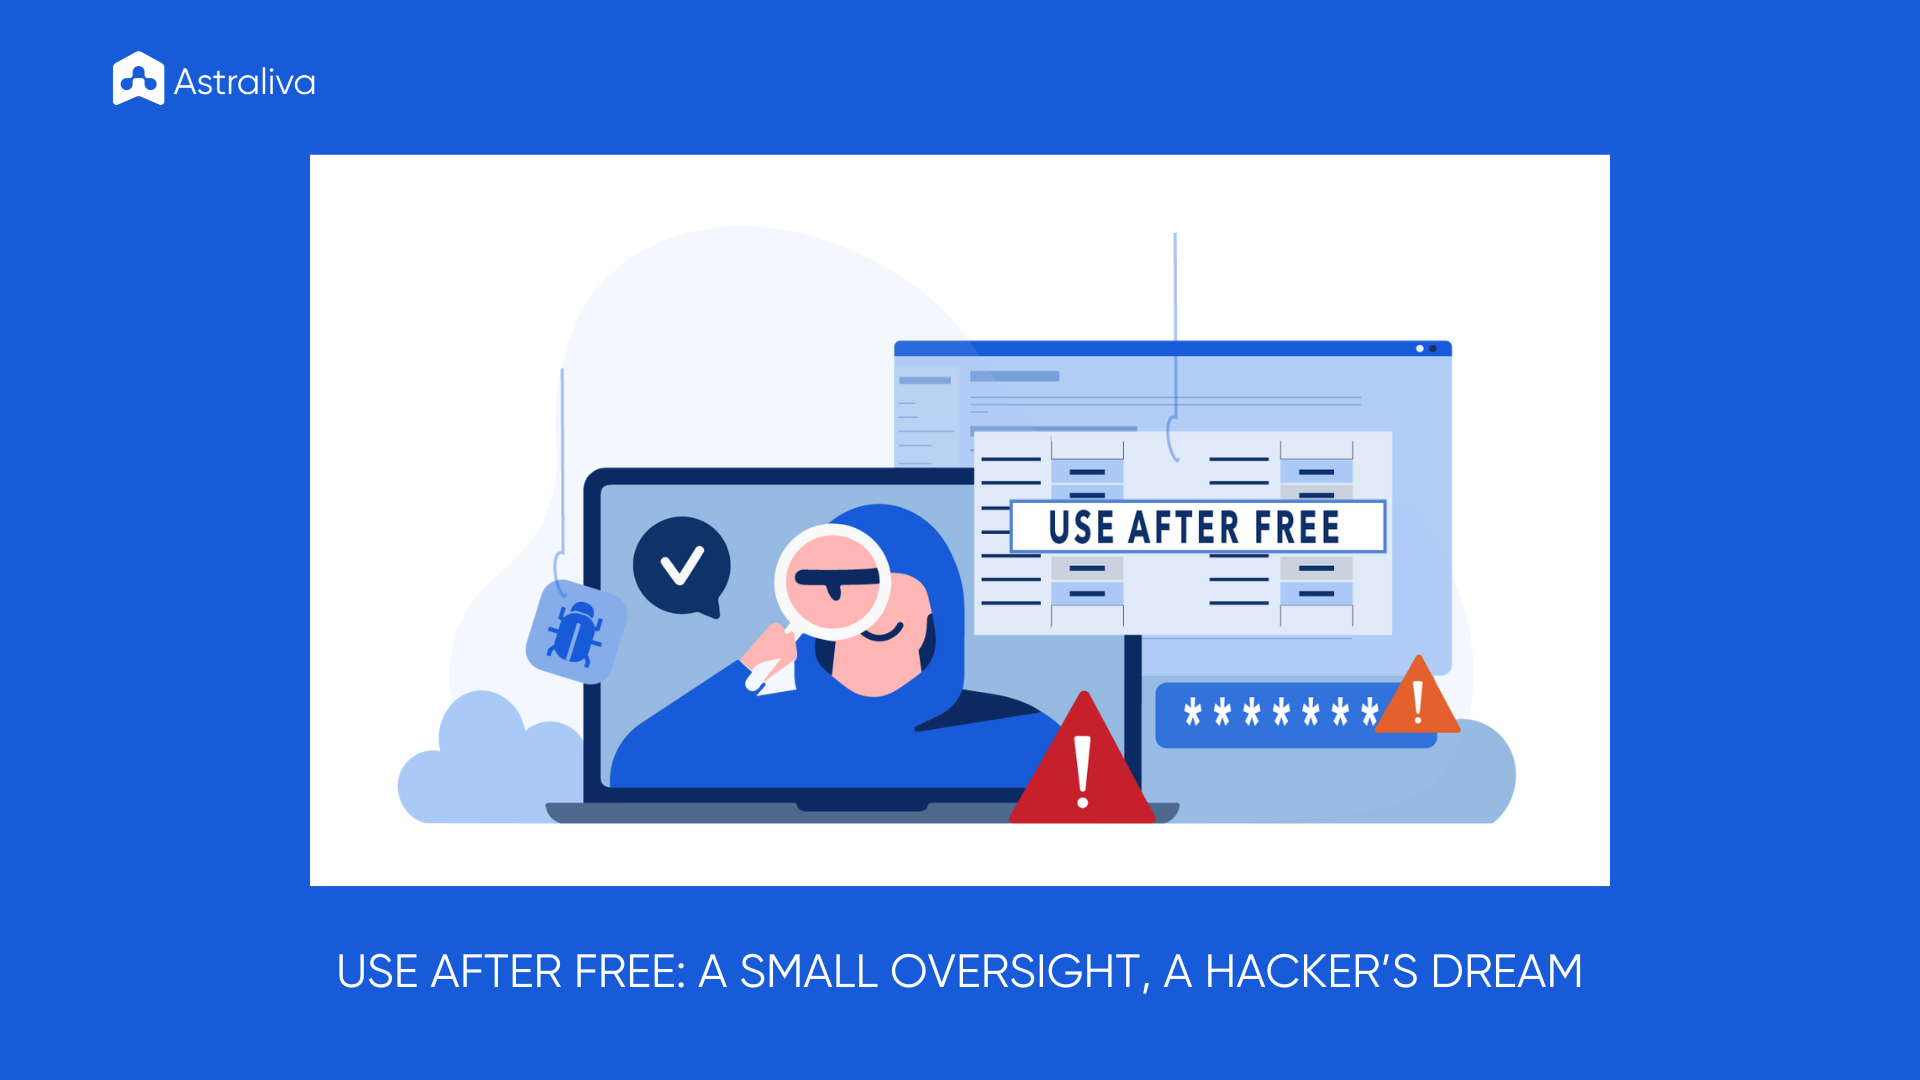 Astraliva
USE AFTER FREE
*******
USE AFTER FREE: A SMALL OVERSIGHT, A HACKER'S DREAM